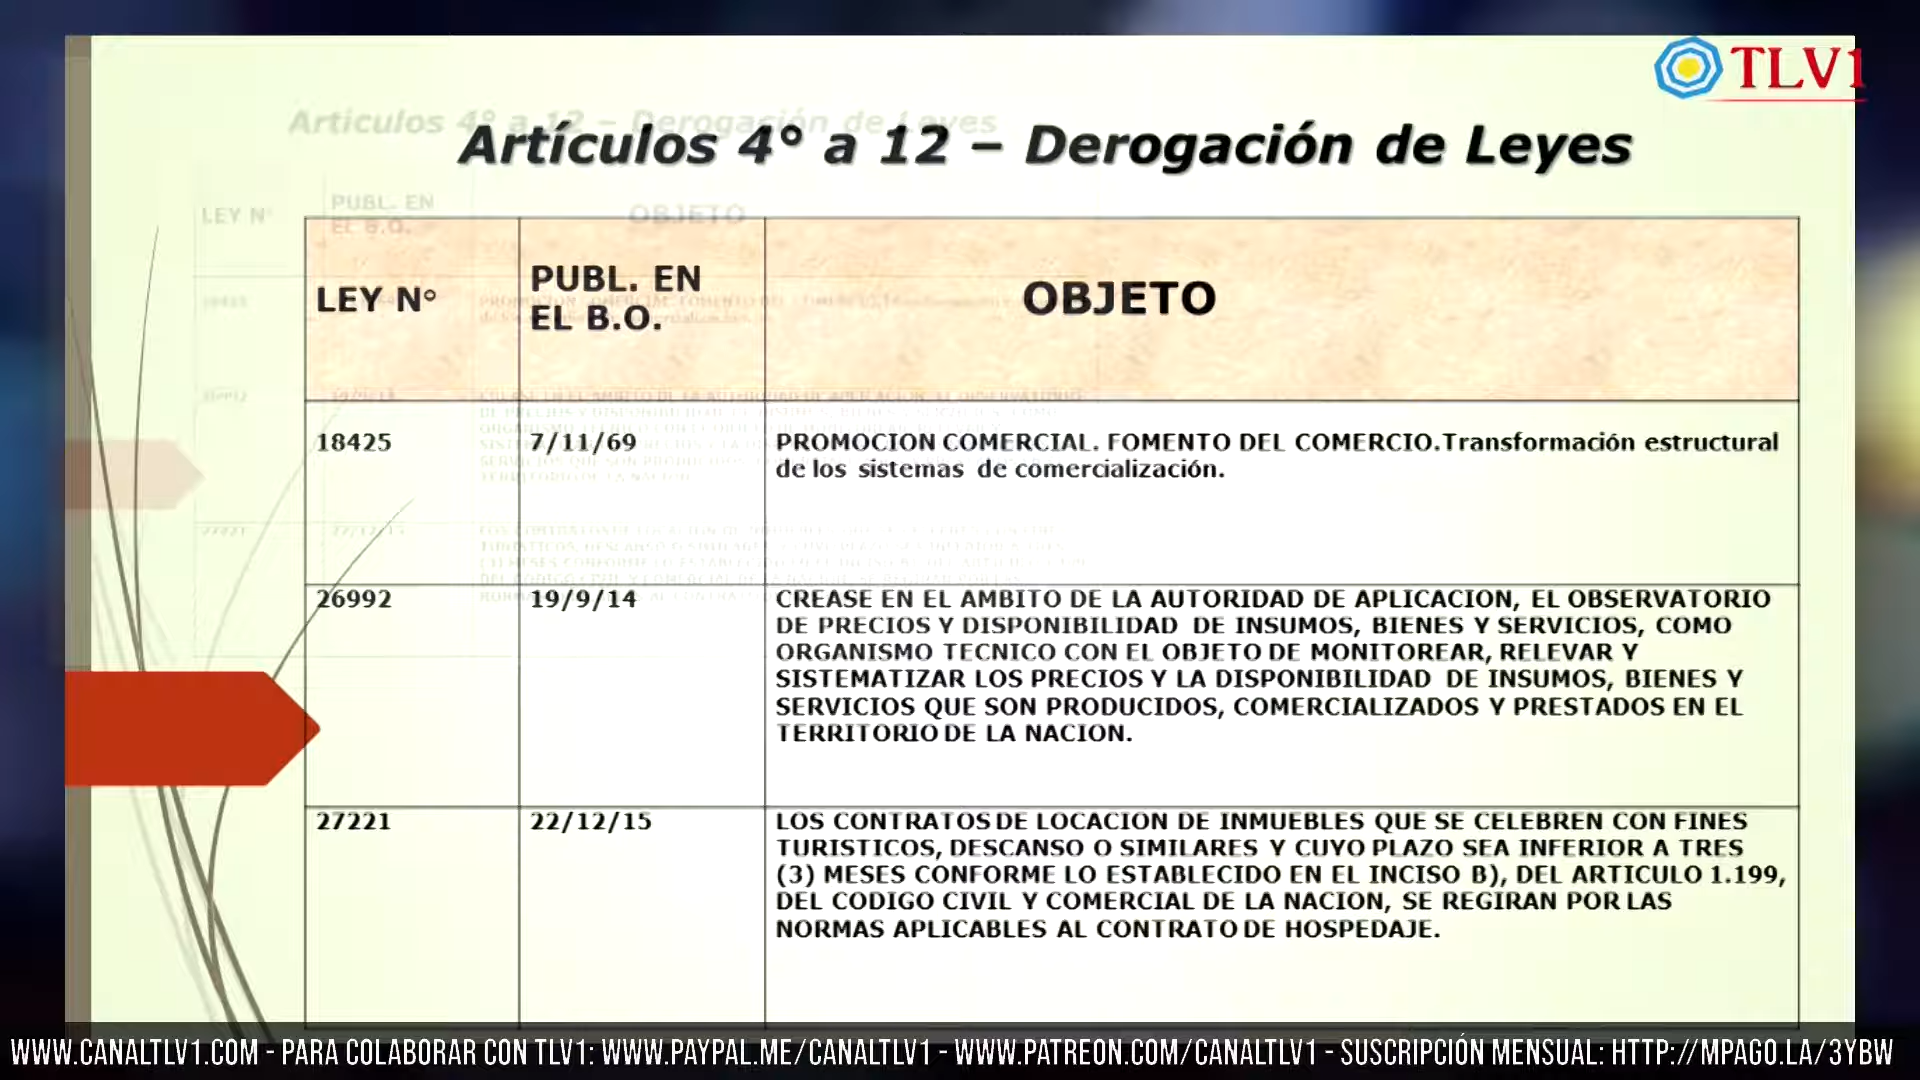 TLV1
Artículos 4° a 12 – Derogación de Leyes
LEY N°
PUBL. EN
EL B.O.
OBJETO
18425
7/11/69
PROMOCION COMERCIAL. FOMENTO DEL COMERCIO.Transformación estructural
de los sistemas de comercialización.
26992
19/9/14
CREASE EN EL AMBITO DE LA AUTORIDAD DE APLICACION, EL OBSERVATORIO
DE PRECIOS Y DISPONIBILIDAD DE INSUMOS, BIENES Y SERVICIOS, COMO
ORGANISMO TECNICO CON EL OBJETO DE MONITOREAR, RELEVAR Y
SISTEMATIZAR LOS PRECIOS Y LA DISPONIBILIDAD DE INSUMOS, BIENES Y
SERVICIOS QUE SON PRODUCIDOS, COMERCIALIZADOS Y PRESTADOS EN EL
TERRITORIO DE LA NACION.
27221
22/12/15
LOS CONTRATOS DE LOCACION DE INMUEBLES QUE SE CELEBREN CON FINES
TURISTICOS, DESCANSO O SIMILARES Y CUYO PLAZO SEA INFERIOR A TRES
(3) MESES CONFORME LO ESTABLECIDO EN EL INCISO B), DEL ARTICULO 1.199,
DEL CODIGO CIVIL Y COMERCIAL DE LA NACION, SE REGIRAN POR LAS
NORMAS APLICABLES AL CONTRATO DE HOSPEDAJE.
WWW.CANALTLV1.COM - PARA COLABORAR CON TLV1: WWW.PAYPAL.ME/CANALTLV1 - WWW.PATREON.COM/CANALTLV1 - SUSCRIPCIÓN MENSUAL: HTTP://MPAGO.LA/3YBW